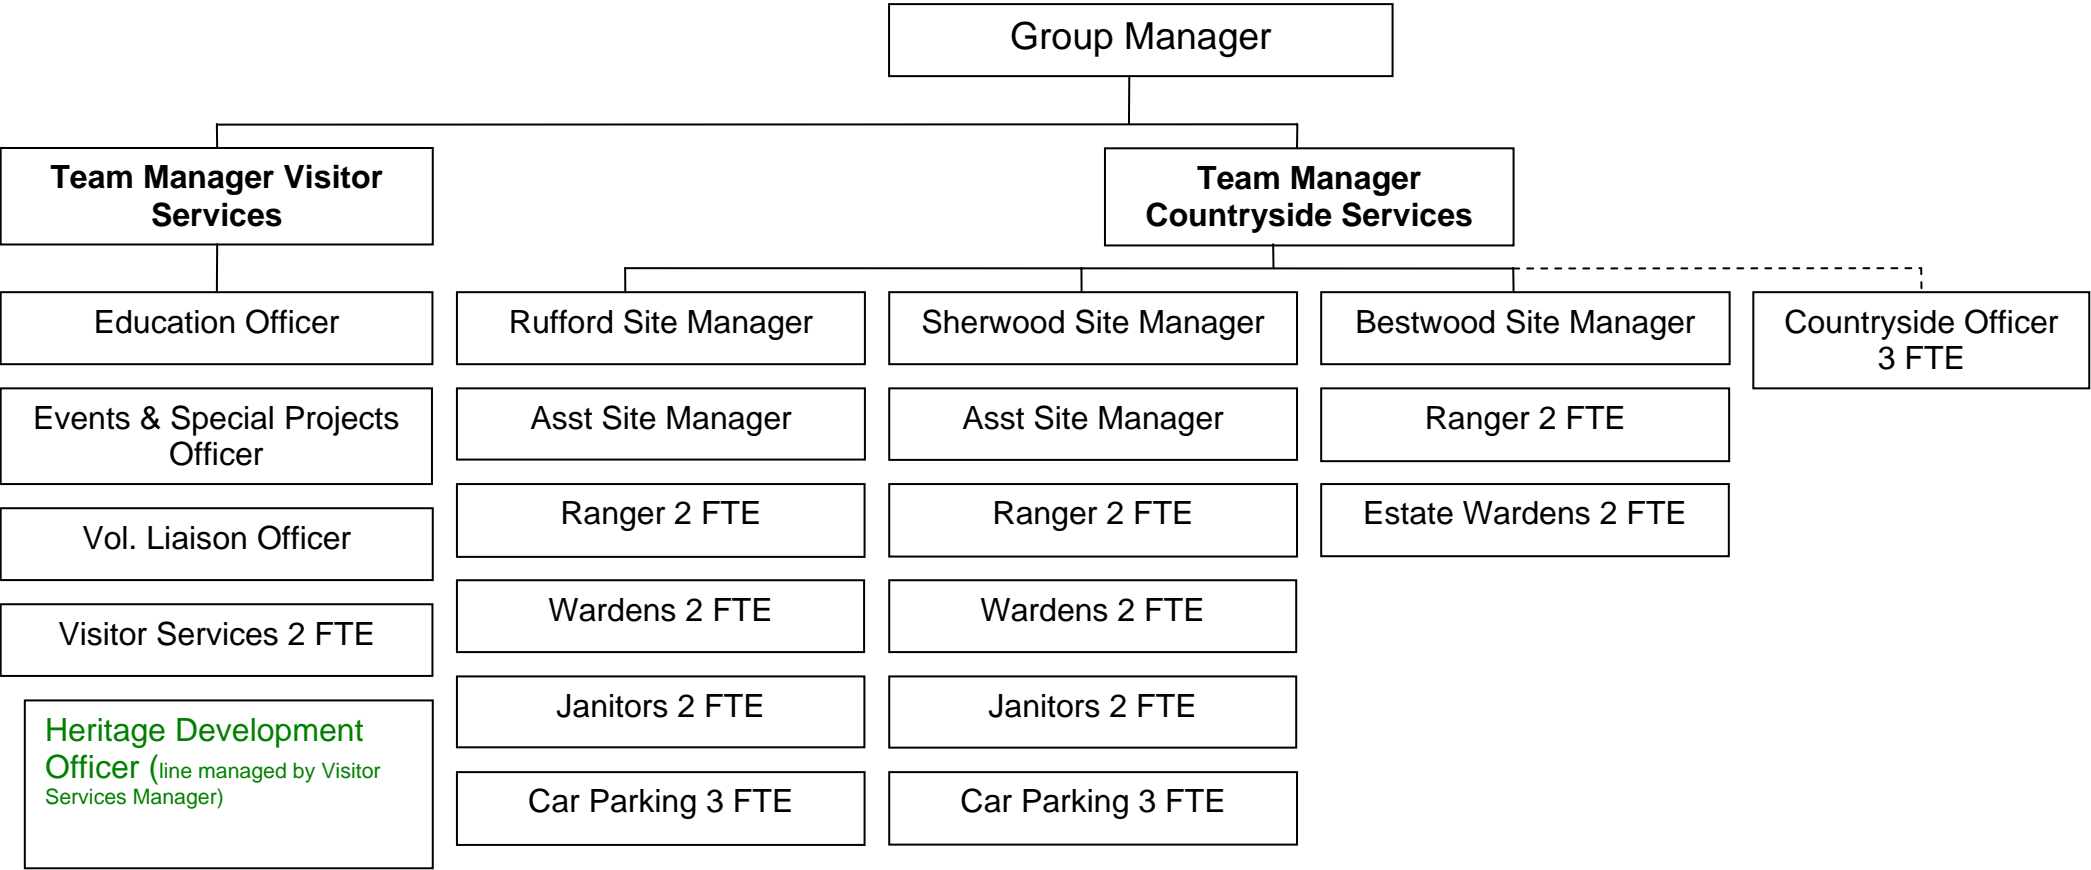 Group Manager
Team Manager Visitor
Services
Team Manager
Countryside Services
Education Officer
Rufford Site Manager
Sherwood Site Manager
Bestwood Site Manager
Countryside Officer
3 FTE
Events & Special Projects
Officer
Asst Site Manager
Asst Site Manager
Ranger 2 FTE
Vol. Liaison Officer
Ranger 2 FTE
Ranger 2 FTE
Estate Wardens 2 FTE
Visitor Services 2 FTE
Wardens 2 FTE
Wardens 2 FTE
Heritage Development
Officer (line managed by Visitor
Services Manager)
Janitors 2 FTE
Janitors 2 FTE
Car Parking 3 FTE
Car Parking 3 FTE